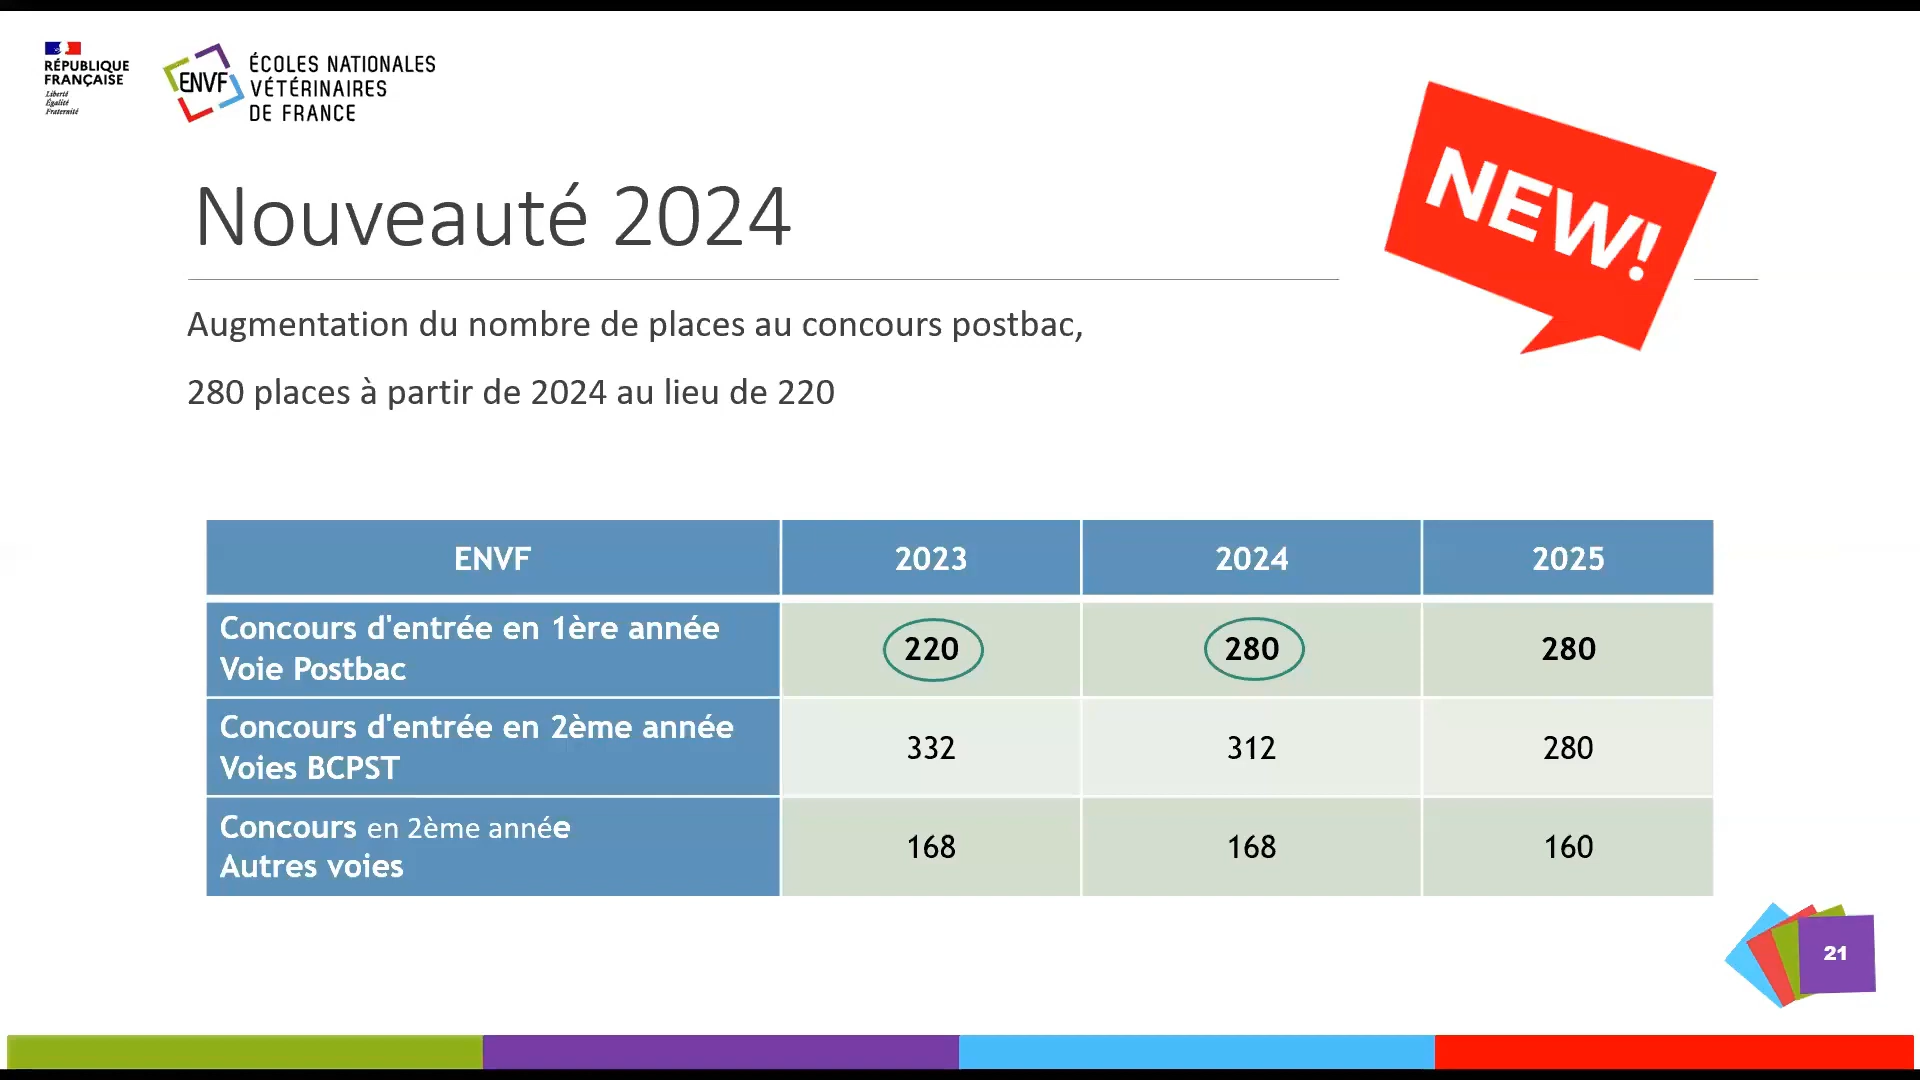 RÉPUBLIQUE
FRANÇAISE
Liberté
Égalité
Fraternité
ENVF
ÉCOLES NATIONALES
VÉTÉRINAIRES
DE FRANCE
NEW!
Nouveauté 2024
Augmentation du nombre de places au concours postbac,
280 places à partir de 2024 au lieu de 220
ENVF 2023 2024 2025
Concours d'entrée en 1ère année
Voie Postbac
220 280 280
Concours d'entrée en 2ème année
Voies BCPST
332 312 280
Concours en 2ème année
Autres voies
168 168 160
21